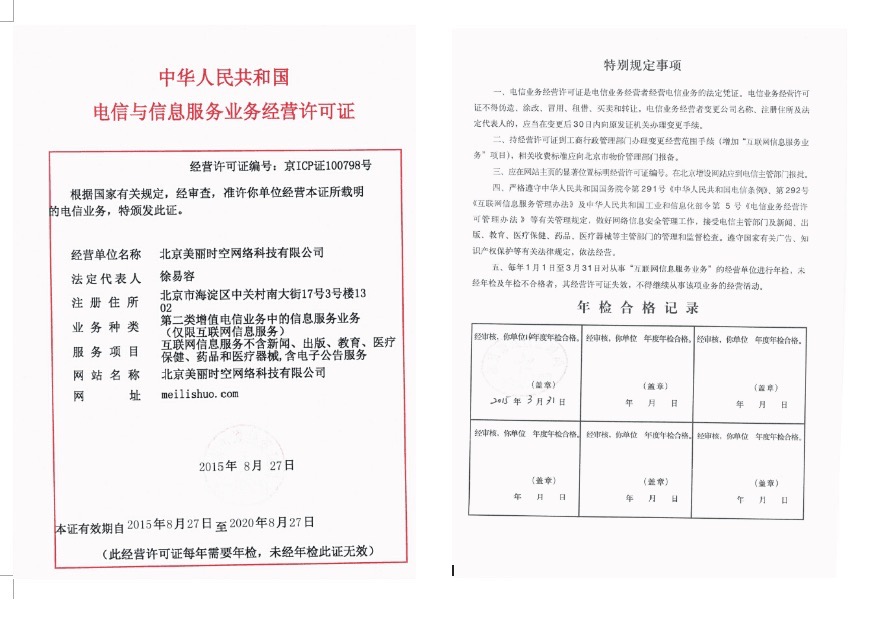 中华人民共和国
电信与信息服务业务经营许可证
经营许可证编号：京ICP证100798号
根据国家有关规定，经审查，准许你单位经营本证所载明
的电信业务，特颁发此证。
经营单位名称 北京美丽时空网络科技有限公司
法定代表人 徐易容
注册住所 北京市海淀区中关村南大街17号3号楼13
02
业务种类 第二类增值电信业务中的信息服务业务
（仅限互联网信息服务）
服务项目 互联网信息服务不含新闻、出版、教育、医疗
保健、药品和医疗器械,含电子公告服务
网站名称 北京美丽时空网络科技有限公司
网址 meilishuo.com
2015年 8月 27日
本证有效期自2015年8月27日至2020年8月27日
（此经营许可证每年需要年检，未经年检此证无效）
特别规定事项
一、电信业务经营许可证是电信业务经营者经营电信业务的法定凭证。电信业务经营许可
证不得伪造、涂改、冒用、租借、买卖和转让。电信业务经营者变更公司名称、注册住所及法
定代表人的，应当在变更后30日内向原发证机关办理变更手续。
二、持经营许可证到工商行政管理部门办理变更经营范围手续（增加“互联网信息服务业
务”项目），相关收费标准应向北京市物价管理部门报备。
三、应在网站主页的显著位置标明经营许可证编号。在北京增设网站应到电信主管部门报批。
四、严格遵守中华人民共和国国务院令第291号《中华人民共和国电信条例》、第292号
《互联网信息服务管理办法》及中华人民共和国工业和信息化部令第 5 号《电信业务经营许
可管理办法》等有关管理规定，做好网络信息安全管理工作，接受电信主管部门及新闻、出
版、教育、医疗保健、药品、医疗器械等主管部门的管理和监督检查。遵守国家有关广告、知
识产权保护等有关法律规定，依法经营。
五、每年1月1日至3月31日对从事“互联网信息服务业务”的经营单位进行年检，未
经年检及年检不合格者，其经营许可证失效，不得继续从事该项业务的经营活动。
年检合格记录
经审核，你单位14年度年检合格。 经审核，你单位 年度年检合格。 经审核，你单位 年度年检合格。
（盖章） （盖章） （盖章）
2015年 3月31日 年 月 日 年 月 日
经审核，你单位 年度年检合格。 经审核，你单位 年度年检合格。 经审核，你单位 年度年检合格。
（盖章） （盖章） （盖章）
年 月 日 年 月 日 年 月 日